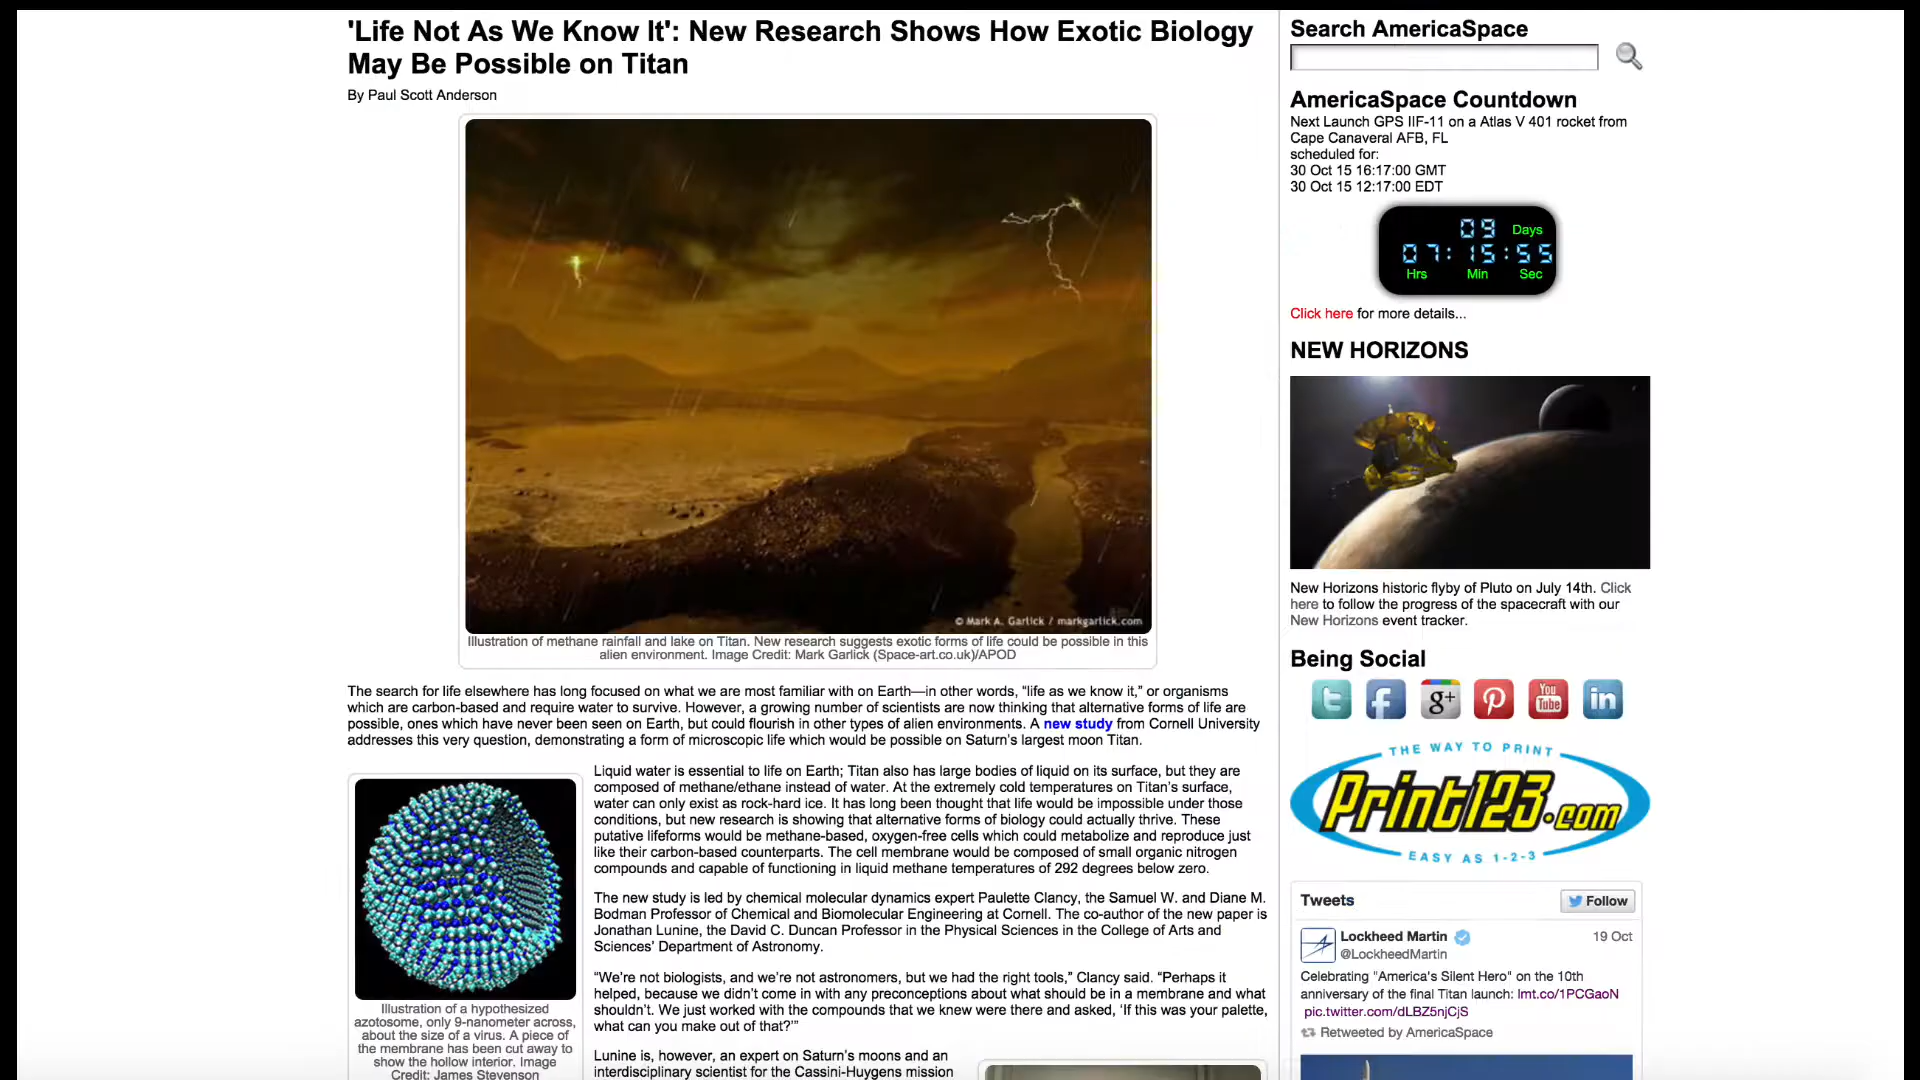 'Life Not As We Know It': New Research Shows How Exotic Biology
May Be Possible on Titan
By Paul Scott Anderson
© Mark A. Garlick / markgarlick.com
Illustration of methane rainfall and lake on Titan. New research suggests exotic forms of life could be possible in this
alien environment. Image Credit: Mark Garlick (Space-art.co.uk)/APOD
The search for life elsewhere has long focused on what we are most familiar with on Earth—in other words, “life as we know it,” or organisms
which are carbon-based and require water to survive. However, a growing number of scientists are now thinking that alternative forms of life are
possible, ones which have never been seen on Earth, but could flourish in other types of alien environments. A new study from Cornell University
addresses this very question, demonstrating a form of microscopic life which would be possible on Saturn’s largest moon Titan.
Illustration of a hypothesized
azotosome, only 9-nanometer across,
about the size of a virus. A piece of
the membrane has been cut away to
show the hollow interior. Image
Credit: James Stevenson
Liquid water is essential to life on Earth; Titan also has large bodies of liquid on its surface, but they are
composed of methane/ethane instead of water. At the extremely cold temperatures on Titan’s surface,
water can only exist as rock-hard ice. It has long been thought that life would be impossible under those
conditions, but new research is showing that alternative forms of biology could actually thrive. These
putative lifeforms would be methane-based, oxygen-free cells which could metabolize and reproduce just
like their carbon-based counterparts. The cell membrane would be composed of small organic nitrogen
compounds and capable of functioning in liquid methane temperatures of 292 degrees below zero.
The new study is led by chemical molecular dynamics expert Paulette Clancy, the Samuel W. and Diane M.
Bodman Professor of Chemical and Biomolecular Engineering at Cornell. The co-author of the new paper is
Jonathan Lunine, the David C. Duncan Professor in the Physical Sciences in the College of Arts and
Sciences’ Department of Astronomy.
“We’re not biologists, and we’re not astronomers, but we had the right tools,” Clancy said. “Perhaps it
helped, because we didn’t come in with any preconceptions about what should be in a membrane and what
shouldn’t. We just worked with the compounds that we knew were there and asked, ‘If this was your palette,
what can you make out of that?’”
Lunine is, however, an expert on Saturn’s moons and an
interdisciplinary scientist for the Cassini-Huygens mission
Search AmericaSpace
AmericaSpace Countdown
Next Launch GPS IIF-11 on a Atlas V 401 rocket from
Cape Canaveral AFB, FL
scheduled for:
30 Oct 15 16:17:00 GMT
30 Oct 15 12:17:00 EDT
09 Days
07:15:55
Hrs Min Sec
Click here for more details...
NEW HORIZONS
New Horizons historic flyby of Pluto on July 14th. Click
here to follow the progress of the spacecraft with our
New Horizons event tracker.
Being Social
t f g+ p You Tube in
THE WAY TO PRINT
Print123.com
EASY AS 1-2-3
Tweets Follow
Lockheed Martin 19 Oct
@LockheedMartin
Celebrating "America's Silent Hero" on the 10th
anniversary of the final Titan launch: lmt.co/1PCGaoN
pic.twitter.com/dLBZ5njCjS
Retweeted by AmericaSpace